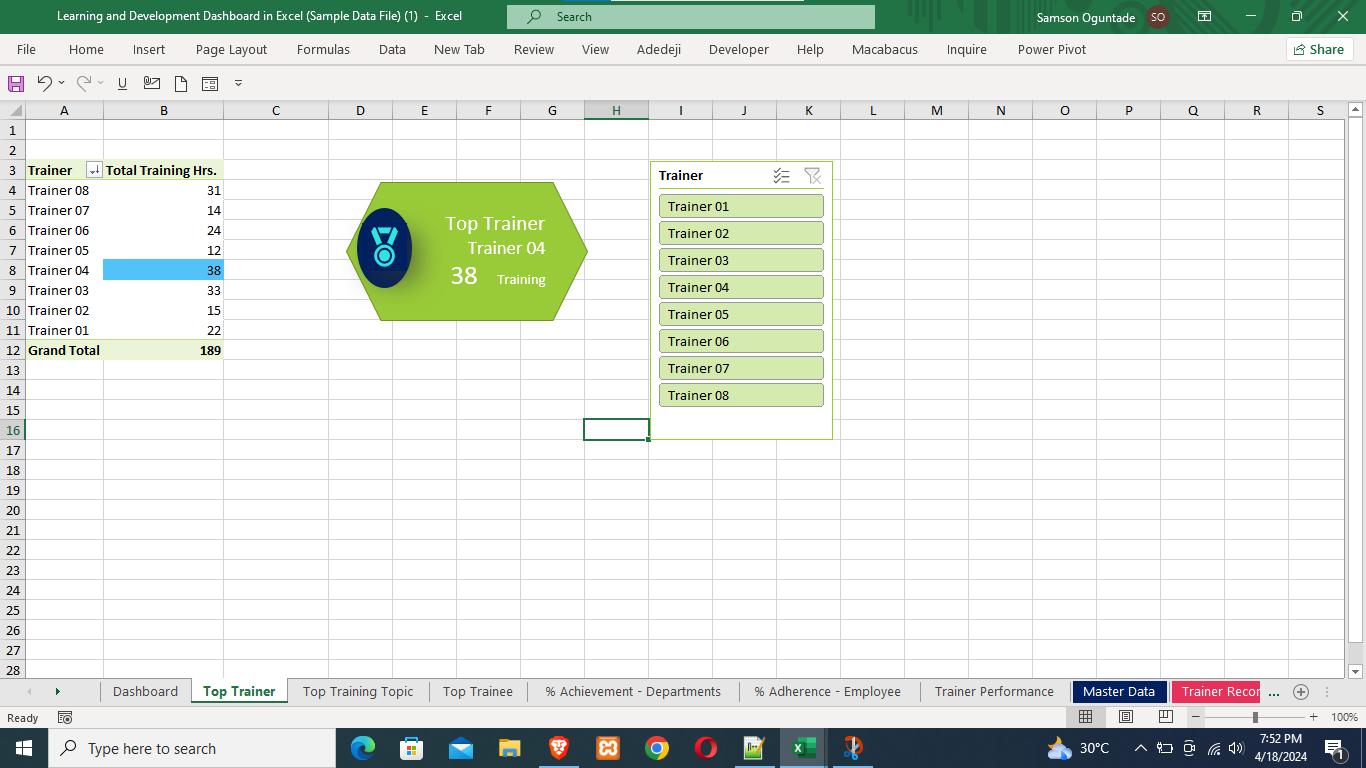 Learning and Development Dashboard in Excel (Sample Data File) (1) - Excel
Search
Samson Oguntade SO
File Home Insert Page Layout Formulas Data New Tab Review View Adedeji Developer Help Macabacus Inquire Power Pivot Share
A B C D E F G H I J K L M N O P Q R S
1
2
3 Trainer Total Training Hrs.
4 Trainer 08 31
5 Trainer 07 14
6 Trainer 06 24
7 Trainer 05 12
8 Trainer 04 38
9 Trainer 03 33
10 Trainer 02 15
11 Trainer 01 22
12 Grand Total 189
13
14
15
16
17
18
19
20
21
22
23
24
25
26
27
28
Top Trainer
Trainer 04
38 Training
Trainer
Trainer 01
Trainer 02
Trainer 03
Trainer 04
Trainer 05
Trainer 06
Trainer 07
Trainer 08
Dashboard Top Trainer Top Training Topic Top Trainee % Achievement - Departments % Adherence - Employee Trainer Performance Master Data Trainer Recor ...
Ready 100%
Type here to search
30°C
7:52 PM
4/18/2024
1